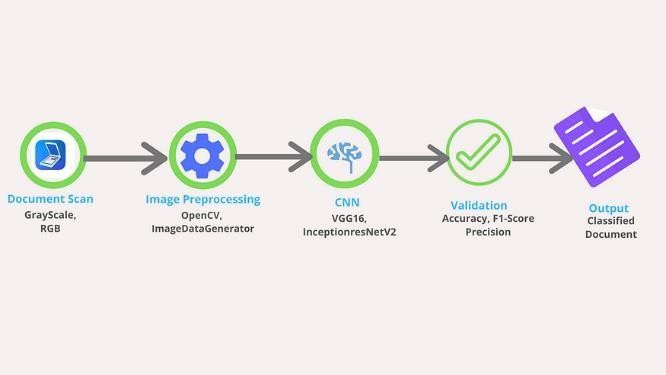 Document Scan
GrayScale,
RGB
Image Preprocessing
OpenCV,
ImageDataGenerator
CNN
VGG16,
InceptionresNetV2
Validation
Accuracy, F1-Score
Precision
Output
Classified
Document